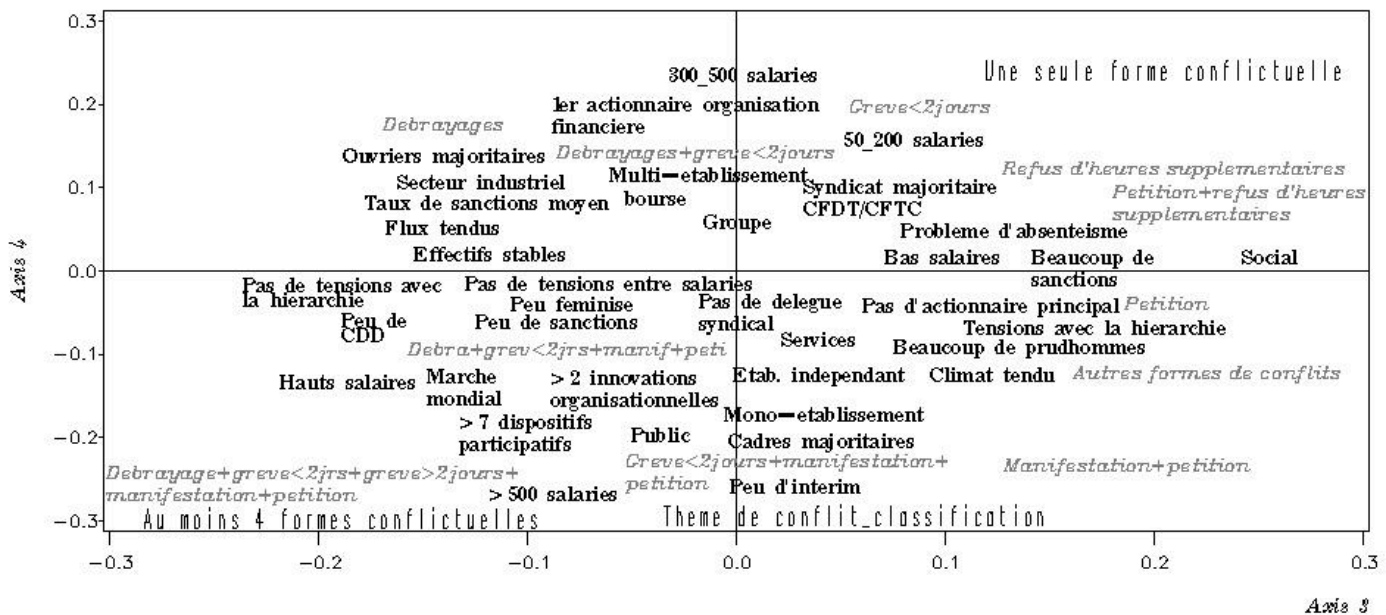 0.3
300_500 salaries
Une seule forme conflictuelle
0.2
1er actionnaire organisation
financiere
Greve<2jours
Debrayages
50_200 salaries
Ouvriers majoritaires
Debrayages+greve<2jours
Refus d'heures supplementaires
0.1
Secteur industriel
Multi-etablissement
bourse
Syndicat majoritaire
CFDT/CFTC
Petition+refus d'heures
supplementaires
Taux de sanctions moyen
Flux tendus
Groupe
Probleme d'absenteisme
Effectifs stables
Bas salaires
Beaucoup de
sanctions
Social
Axis 4
0.0
Pas de tensions avec
la hierarchie
Pas de tensions entre salaries
Peu feminise
Pas de delegue
syndical
Pas d'actionnaire principal
Petition
Peu de
CDD
Peu de sanctions
Services
Tensions avec la hierarchie
Beaucoup de prudhommes
−0.1
Debra+grev<2jrs+manif+peti
Hauts salaires
Marche
mondial
> 2 innovations
organisationnelles
Etab. independant
Climat tendu
Autres formes de conflits
> 7 dispositifs
participatifs
Mono-etablissement
−0.2
Public
Cadres majoritaires
Debrayage+greve<2jrs+greve>2jours+
manifestation+petition
Greve<2jours+manifestation+
petition
Manifestation+petition
> 500 salaries
Peu d'interim
−0.3
Au moins 4 formes conflictuelles
Theme de conflit_classification
−0.3
−0.2
−0.1
0.0
0.1
0.2
0.3
Axis 3